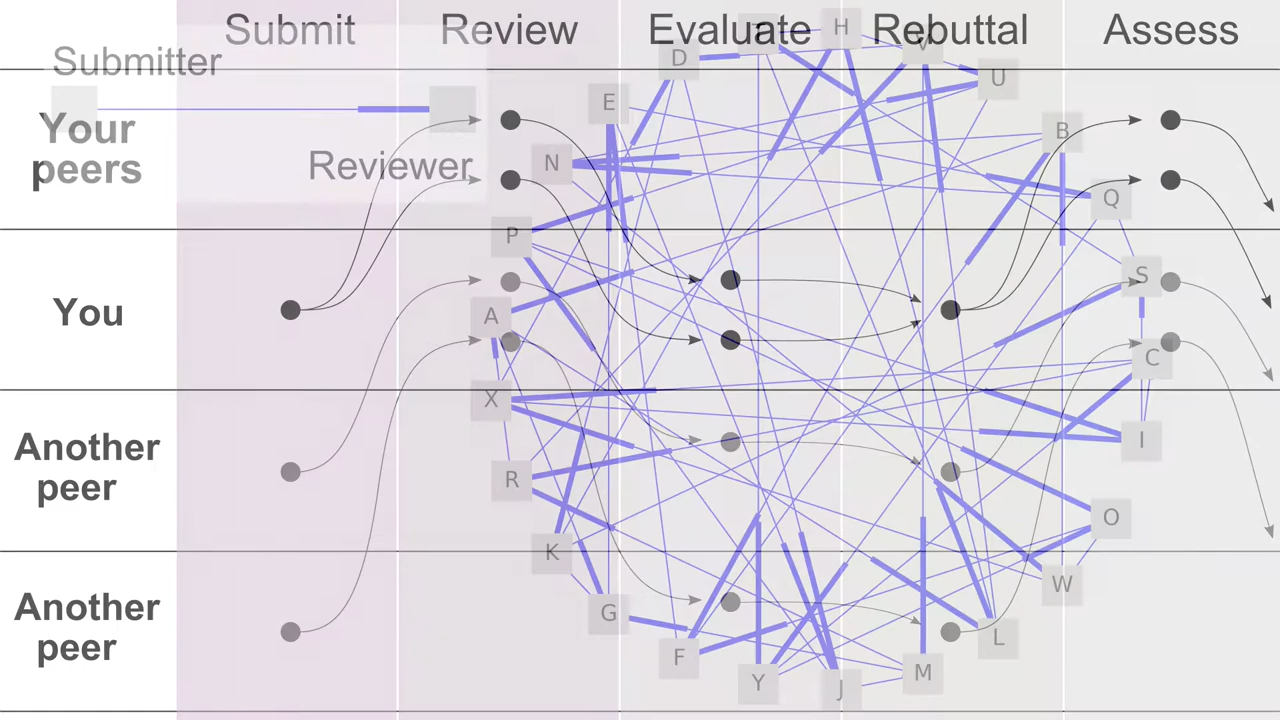 Submit Review Evaluate Rebuttal Assess
Submitter
Your
peers
Reviewer
You
Another
peer
Another
peer
H
V
D
U
E
B
N
Q
P
S
A
C
X
I
R
O
K
W
G
L
F
M
Y
J